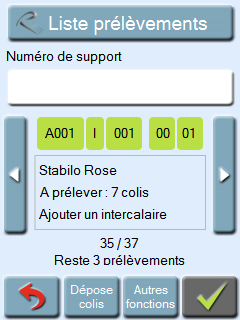 Liste prélèvements
Numéro de support
A001 I 001 00 01
Stabilo Rose
A prélever : 7 colis
Ajouter un intercalaire
35 / 37
Reste 3 prélèvements
Dépose colis
Autres fonctions